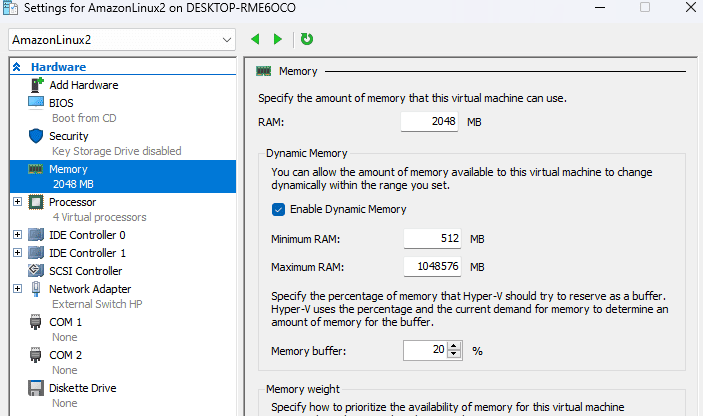 Settings for AmazonLinux2 on DESKTOP-RME6OCO
AmazonLinux2
Hardware
Add Hardware
BIOS
Boot from CD
Security
Key Storage Drive disabled
Memory
2048 MB
Processor
4 Virtual processors
IDE Controller 0
IDE Controller 1
SCSI Controller
Network Adapter
External Switch HP
COM 1
None
COM 2
None
Diskette Drive
None
Memory
Specify the amount of memory that this virtual machine can use.
RAM: 2048 MB
Dynamic Memory
You can allow the amount of memory available to this virtual machine to change
dynamically within the range you set.
Enable Dynamic Memory
Minimum RAM: 512 MB
Maximum RAM: 1048576 MB
Specify the percentage of memory that Hyper-V should try to reserve as a buffer.
Hyper-V uses the percentage and the current demand for memory to determine an
amount of memory for the buffer.
Memory buffer: 20 %
Memory weight
Specify how to prioritize the availability of memory for this virtual machine